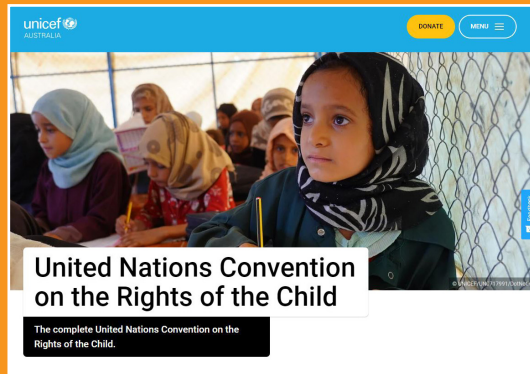 unicef
AUSTRALIA
DONATE
MENU
United Nations Convention
on the Rights of the Child
The complete United Nations Convention on the
Rights of the Child.